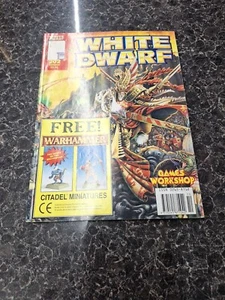 WHITE
DWARF
FREE!
WARHAMMER
CITADEL MINIATURES
GAMES
WORKSHOP